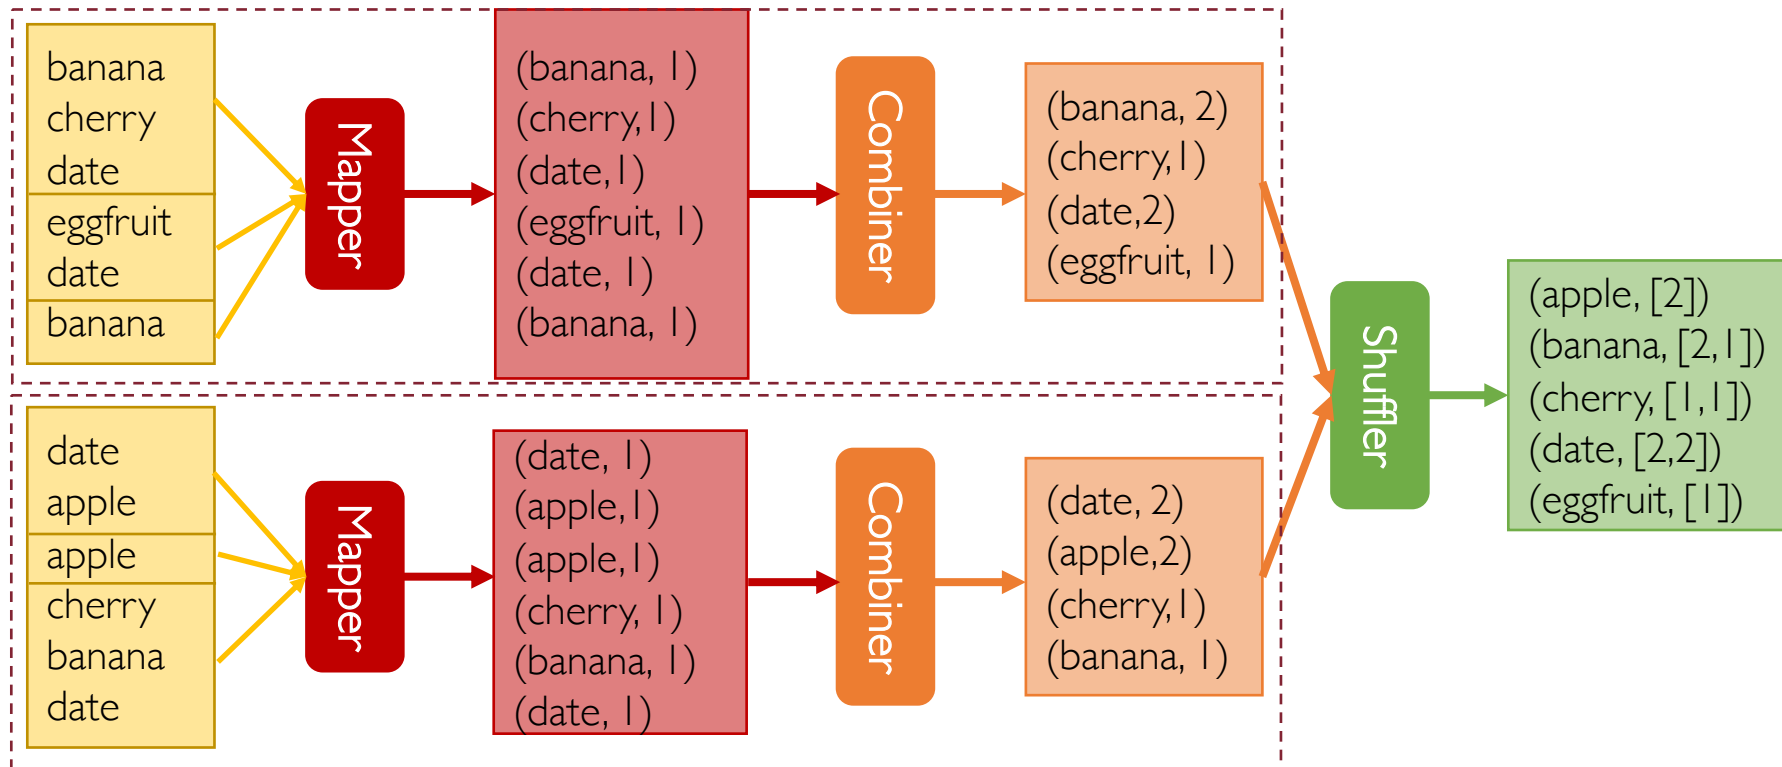 banana
cherry
date
eggfruit
date
banana
Mapper
(banana, 1)
(cherry,1)
(date,1)
(eggfruit, 1)
(date, 1)
(banana, 1)
Combiner
(banana, 2)
(cherry,1)
(date,2)
(eggfruit, 1)
date
apple
apple
cherry
banana
date
Mapper
(date, 1)
(apple,1)
(apple,1)
(cherry, 1)
(banana, 1)
(date, 1)
Combiner
(date, 2)
(apple,2)
(cherry,1)
(banana, 1)
Shuffler
(apple, [2])
(banana, [2,1])
(cherry, [1,1])
(date, [2,2])
(eggfruit, [1])